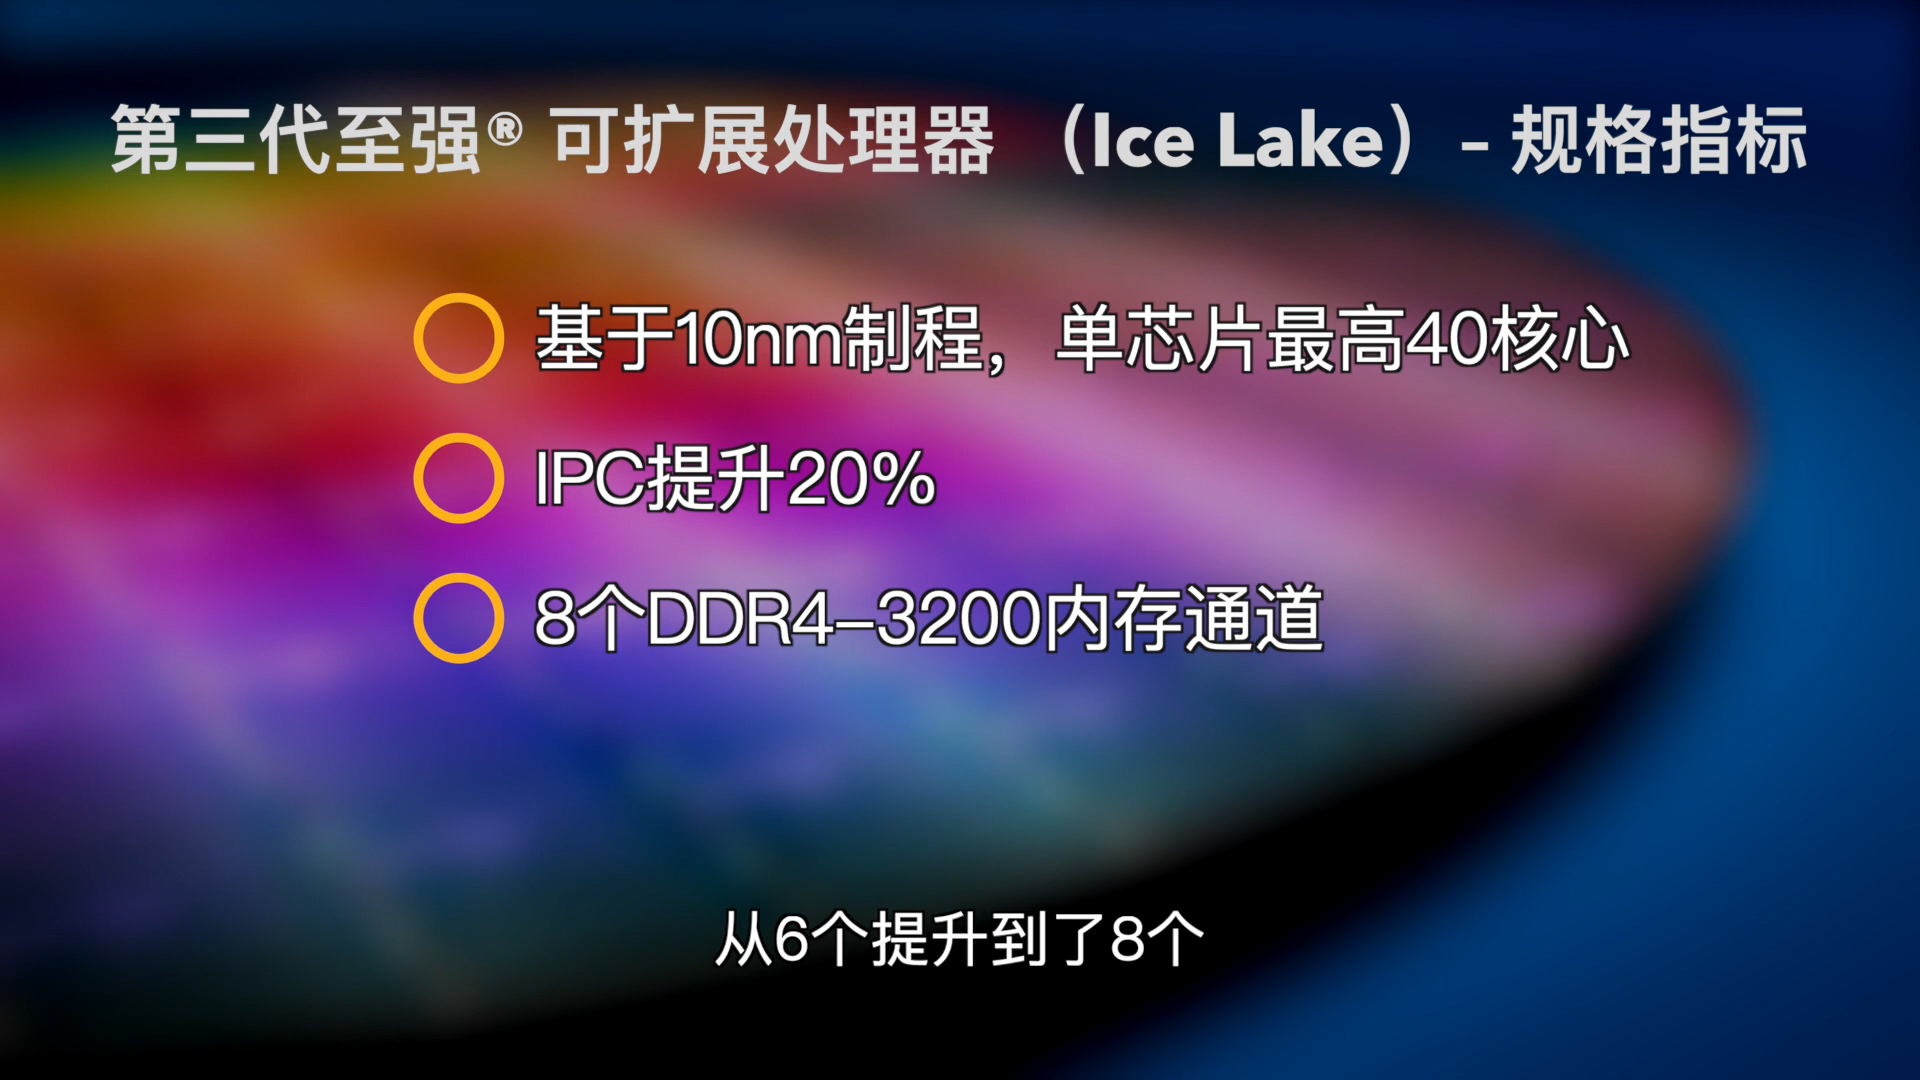 第三代至强® 可扩展处理器 （Ice Lake）- 规格指标
基于10nm制程，单芯片最高40核心
IPC提升20%
8个DDR4-3200内存通道
从6个提升到了8个